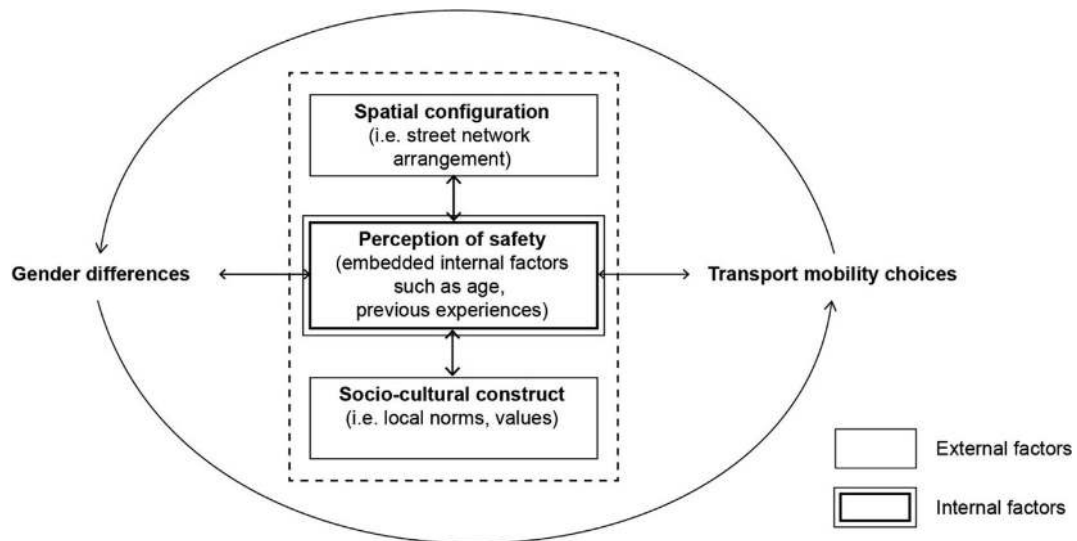 Spatial configuration
(i.e. street network
arrangement)
Perception of safety
(embedded internal factors
such as age,
previous experiences)
Gender differences
Transport mobility choices
Socio-cultural construct
(i.e. local norms, values)
External factors
Internal factors